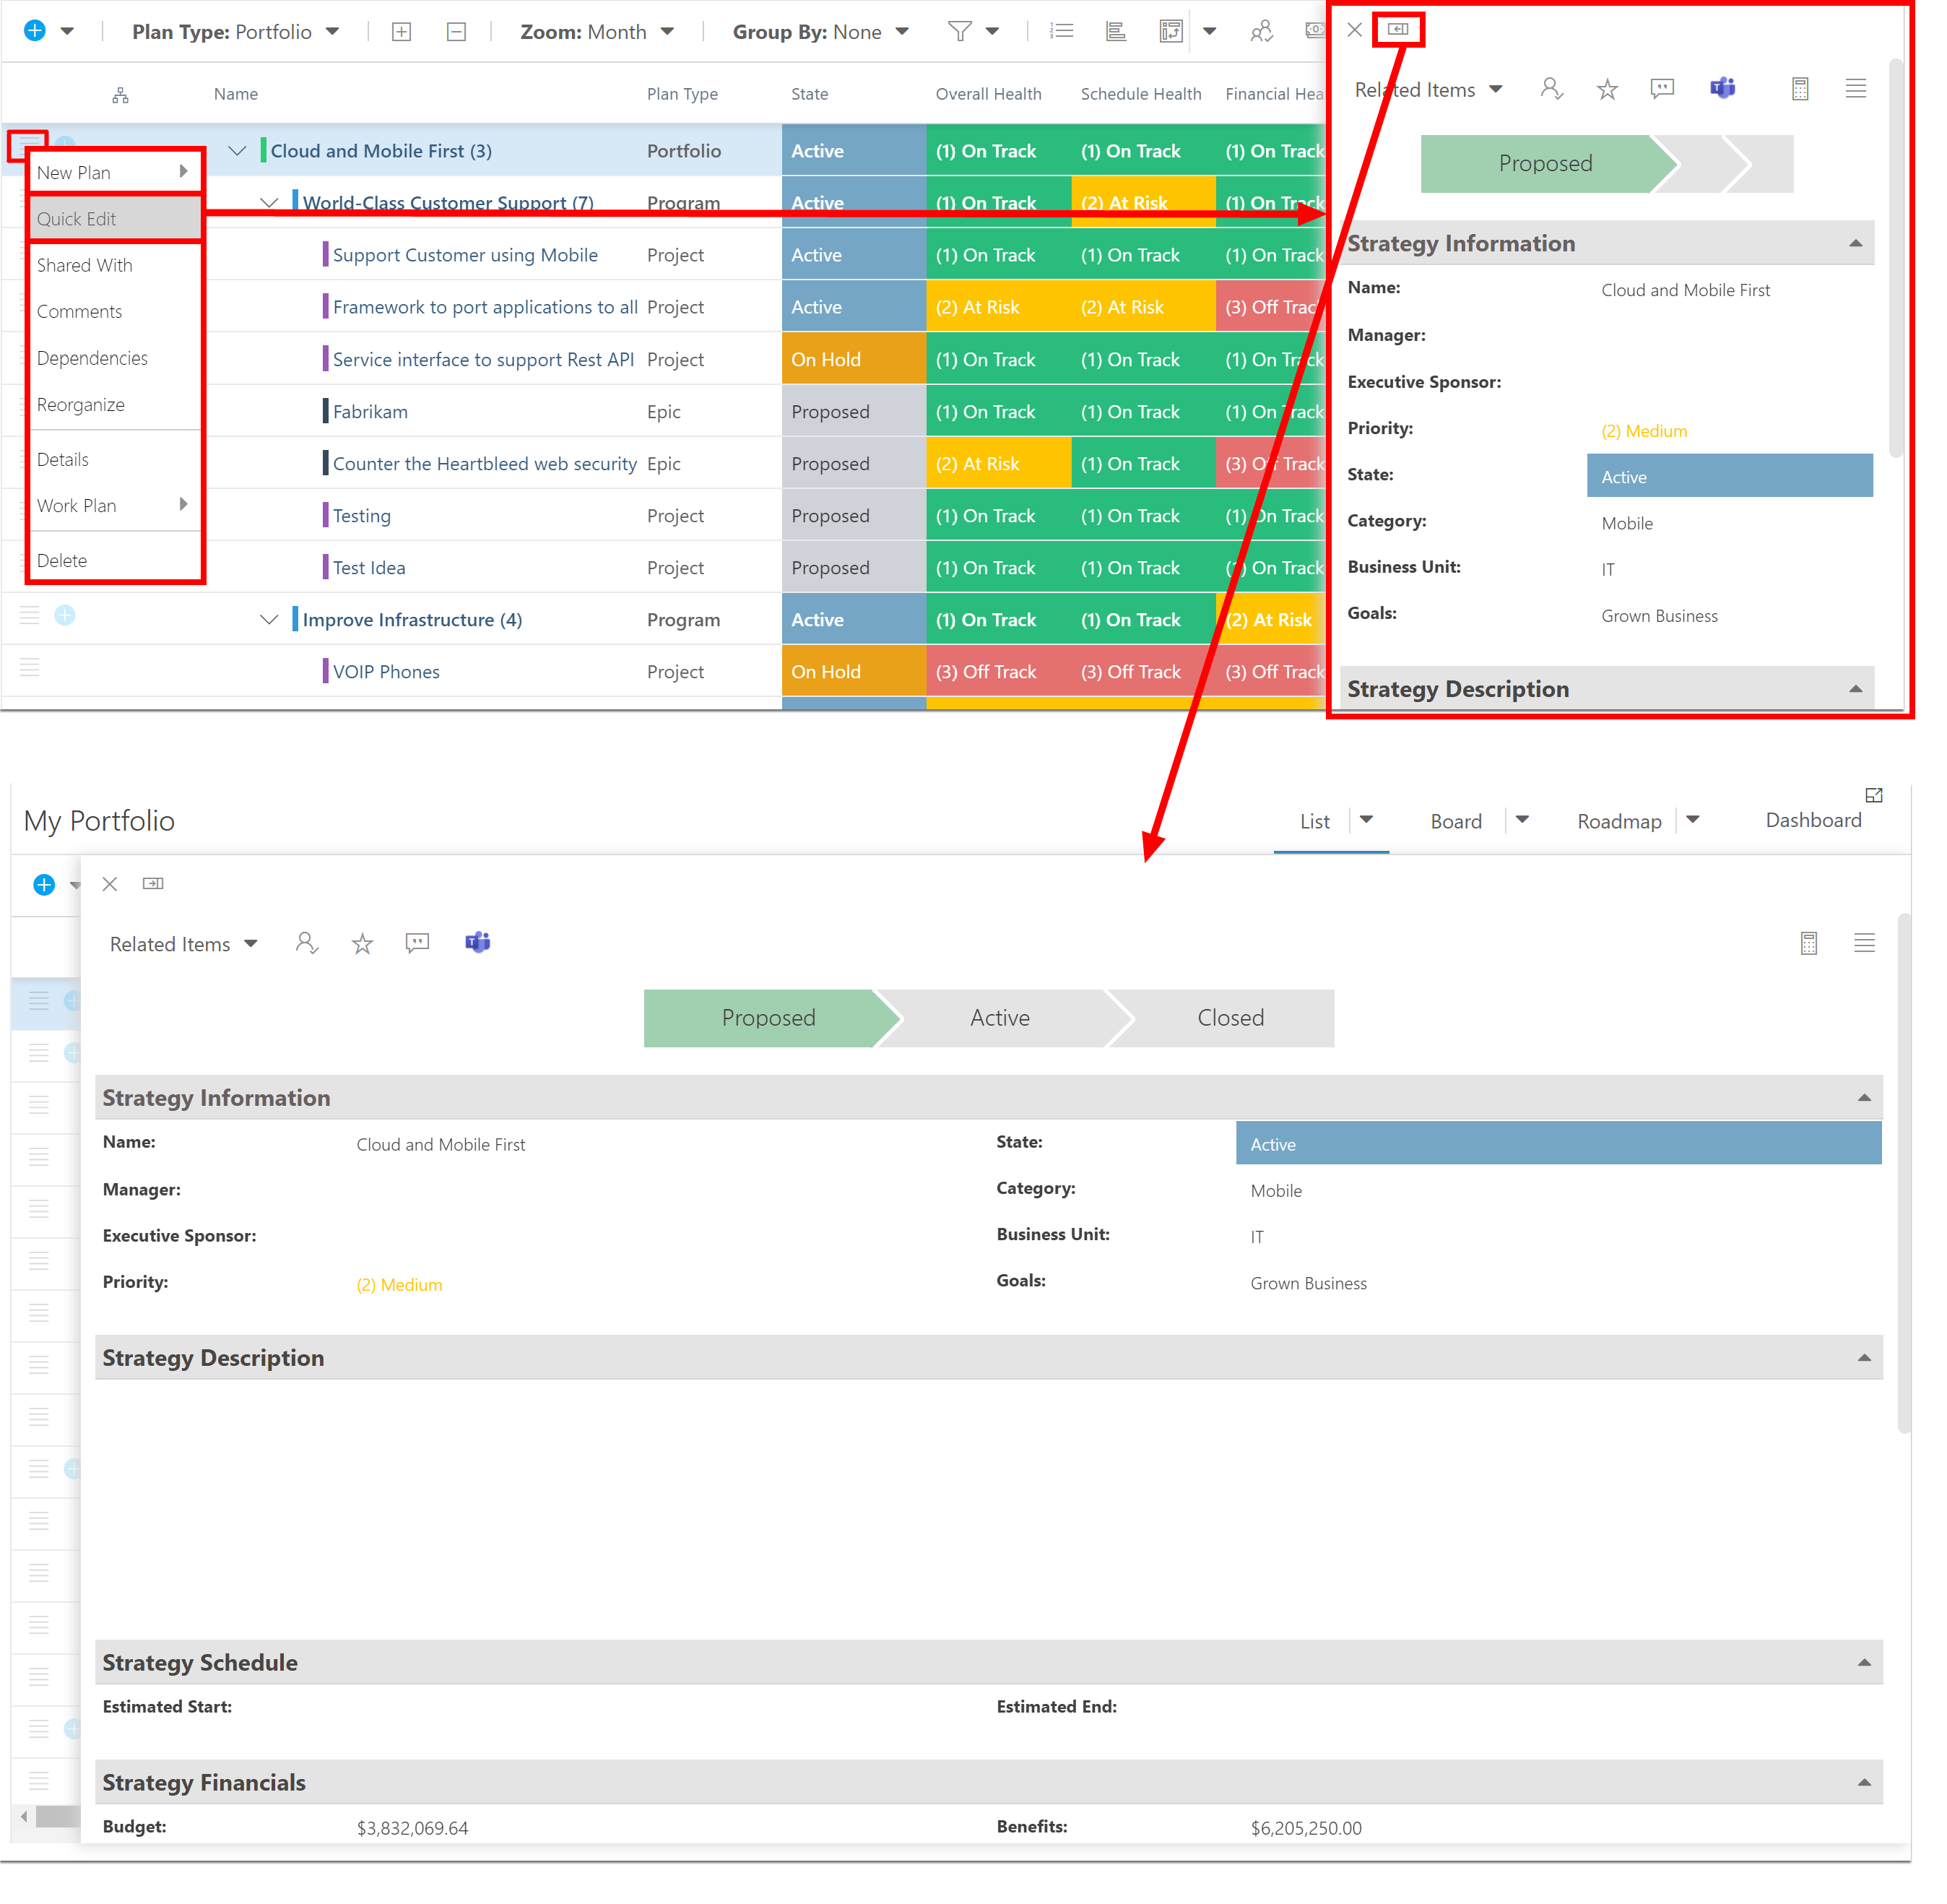 Plan Type: Portfolio Zoom: Month Group By: None
Related Items
Name Plan Type State Overall Health Schedule Health Financial Hea
Proposed
Cloud and Mobile First (3) Portfolio Active (1) On Track (1) On Track (1) On Track
New Plan
World-Class Customer Support (7) Program Active (1) On Track (2) At Risk (1) On Track
Quick Edit
Strategy Information
Support Customer using Mobile Project Active (1) On Track (1) On Track (1) On Track
Shared With
Name: Cloud and Mobile First
Framework to port applications to all Project Active (2) At Risk (2) At Risk (3) Off Track
Comments
Manager:
Service interface to support Rest API Project On Hold (1) On Track (1) On Track (1) On Track
Dependencies
Executive Sponsor:
Fabrikam Epic Proposed (1) On Track (1) On Track (1) On Track
Reorganize
Priority: (2) Medium
Counter the Heartbleed web security Epic Proposed (2) At Risk (1) On Track (3) Off Track
Details
State: Active
Testing Project Proposed (1) On Track (1) On Track (1) On Track
Work Plan
Category: Mobile
Test Idea Project Proposed (1) On Track (1) On Track (1) On Track
Delete
Business Unit: IT
Improve Infrastructure (4) Program Active (1) On Track (1) On Track (2) At Risk
Goals: Grown Business
VOIP Phones Project On Hold (3) Off Track (3) Off Track (3) Off Track
Strategy Description
My Portfolio List Board Roadmap Dashboard
Related Items
Proposed Active Closed
Strategy Information
Name: Cloud and Mobile First State: Active
Manager: Category: Mobile
Executive Sponsor: Business Unit: IT
Priority: (2) Medium Goals: Grown Business
Strategy Description
Strategy Schedule
Estimated Start: Estimated End:
Strategy Financials
Budget: $3,832,069.64 Benefits: $6,205,250.00